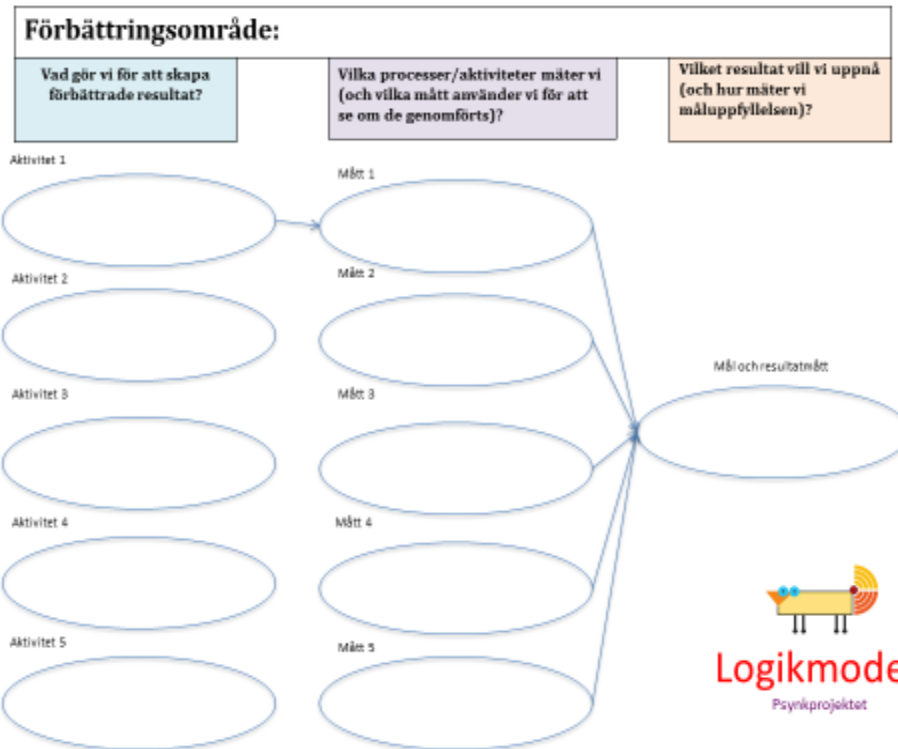 Förbättringsområde:
Vad gör vi för att skapa
förbättrade resultat?
Vilka processer/aktiviteter mäter vi
(och vilka mått använder vi för att
se om de genomförts)?
Vilket resultat vill vi uppnå
(och hur mäter vi
måluppfyllelsen)?
Aktivitet 1
Mått 1
Aktivitet 2
Mått 2
Mål och resultatmått
Aktivitet 3
Mått 3
Aktivitet 4
Mått 4
Aktivitet 5
Mått 5
Logikmode
Psynkprojektet